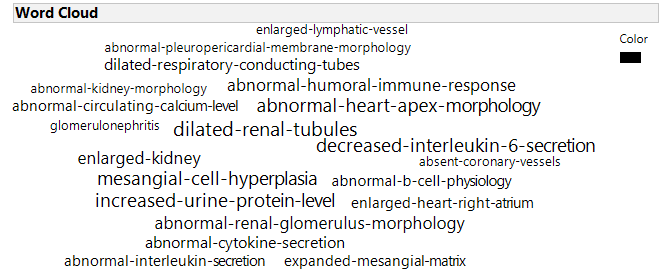 Word Cloud
enlarged-lymphatic-vessel
Color
abnormal-pleuropericardial-membrane-morphology
dilated-respiratory-conducting-tubes
abnormal-kidney-morphology abnormal-humoral-immune-response
abnormal-circulating-calcium-level abnormal-heart-apex-morphology
glomerulonephritis dilated-renal-tubules
decreased-interleukin-6-secretion
enlarged-kidney absent-coronary-vessels
mesangial-cell-hyperplasia abnormal-b-cell-physiology
increased-urine-protein-level enlarged-heart-right-atrium
abnormal-renal-glomerulus-morphology
abnormal-cytokine-secretion
abnormal-interleukin-secretion expanded-mesangial-matrix